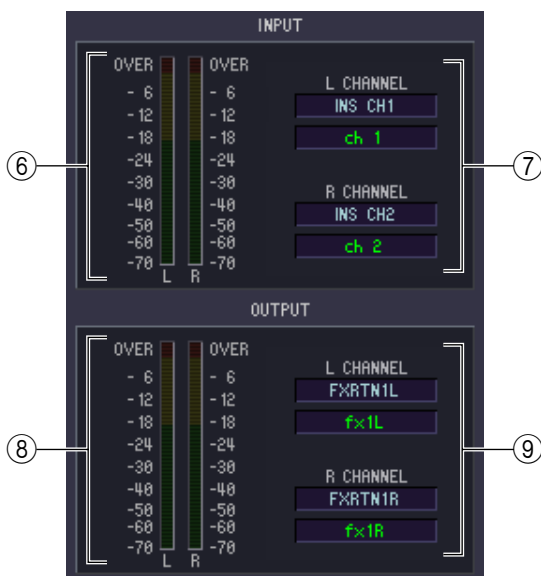 INPUT
OVER OVER
- 6 - 6
- 12 - 12
- 18 - 18
-24 -24
-30 -30
-40 -40
-50 -50
-60 -60
-70 -70
L R
L CHANNEL
INS CH1
ch 1
R CHANNEL
INS CH2
ch 2
⑥
⑦
OUTPUT
OVER OVER
- 6 - 6
- 12 - 12
- 18 - 18
-24 -24
-30 -30
-40 -40
-50 -50
-60 -60
-70 -70
L R
L CHANNEL
FXRTN1L
fx1L
R CHANNEL
FXRTN1R
fx1R
⑧
⑨